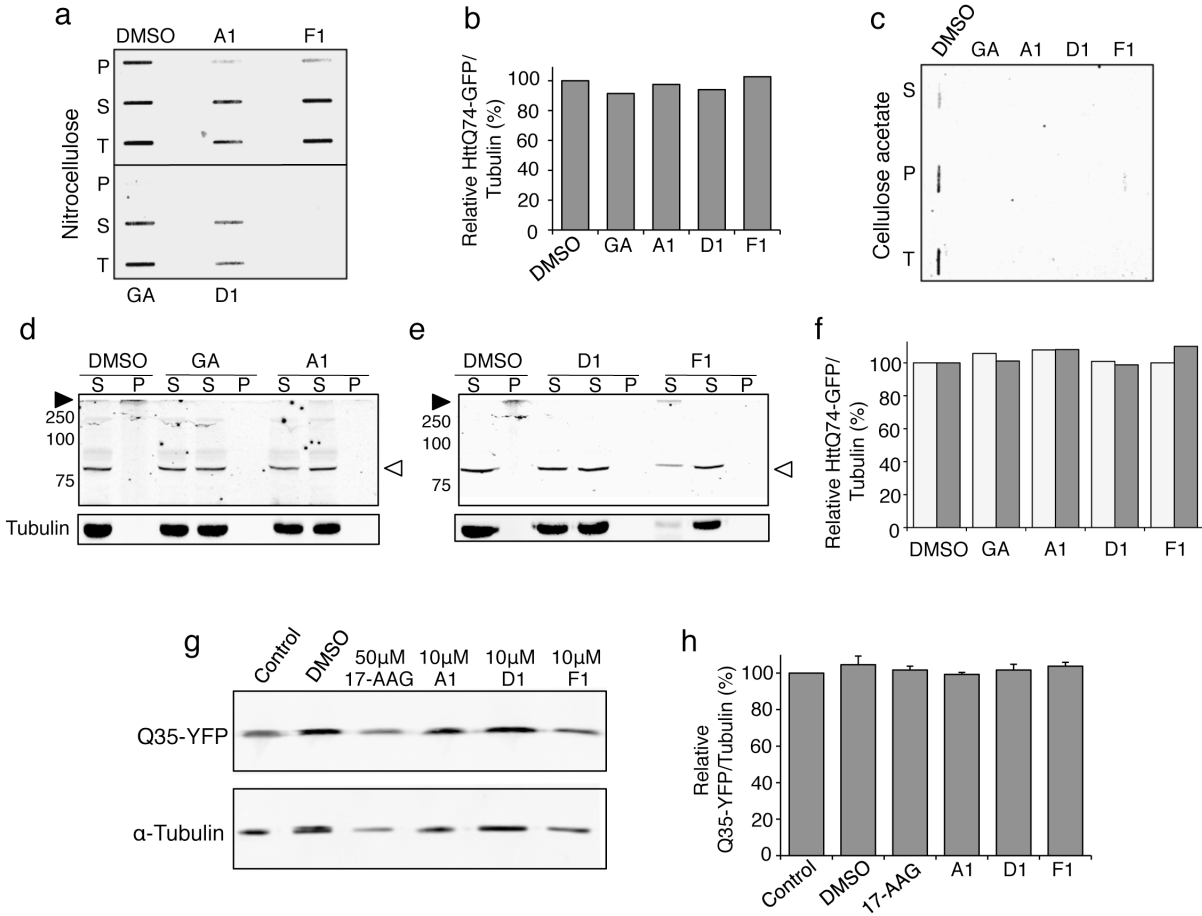 a
DMSO A1 F1
P
S
T
P
S
T
Nitrocellulose
GA D1
b
Relative HttQ74-GFP/
Tubulin (%)
100
80
60
40
20
0
DMSO GA A1 D1 F1
c
DMSO GA A1 D1 F1
Cellulose acetate
S
P
T
d
DMSO GA A1
S P S S P S S P
250
100
75
Tubulin
e
DMSO D1 F1
S P S S P S S P
250
100
75
f
Relative HttQ74-GFP/
Tubulin (%)
100
80
60
40
20
0
DMSO GA A1 D1 F1
g
Control DMSO 50μM 10μM 10μM 10μM
17-AAG A1 D1 F1
Q35-YFP
α-Tubulin
h
Relative
Q35-YFP/Tubulin (%)
100
80
60
40
20
0
Control DMSO 17-AAG A1 D1 F1